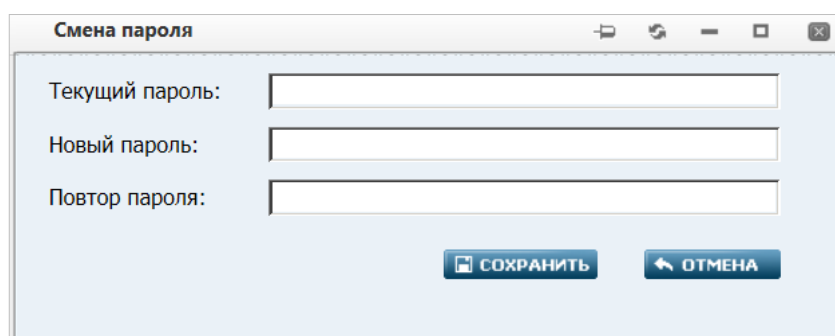 Смена пароля
Текущий пароль:
Новый пароль:
Повтор пароля:
СОХРАНИТЬ ОТМЕНА